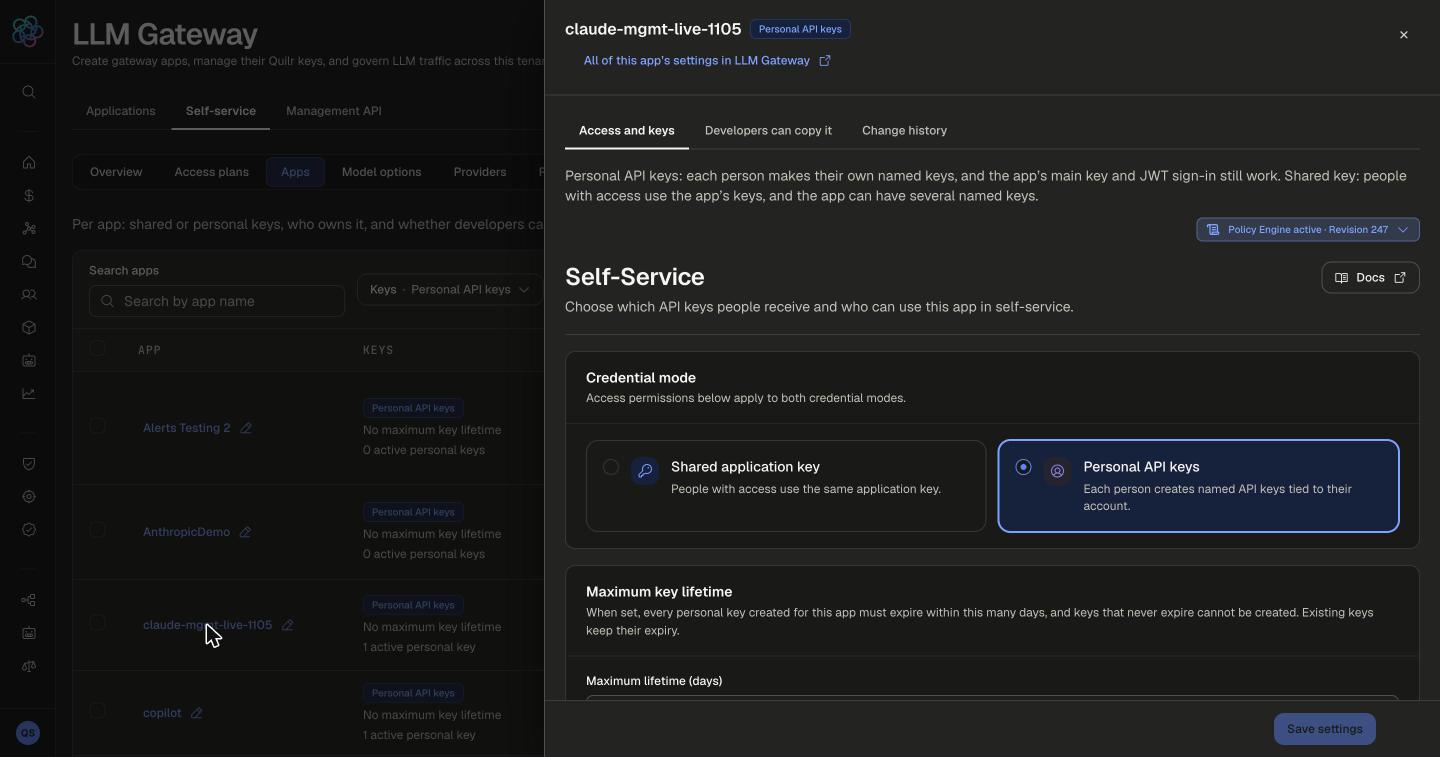 LLM Gateway
Create gateway apps, manage their Quilr keys, and govern LLM traffic across this
Applications
Self-service
Management API
Overview
Access plans
Apps
Model options
Providers
Per app: shared or personal keys, who owns it, and whether developers
Search apps
Search by app name
Keys · Personal API keys
APP
KEYS
Alerts Testing 2
Personal API keys
No maximum key lifetime
0 active personal keys
AnthropicDemo
Personal API keys
No maximum key lifetime
0 active personal keys
claude-mgmt-live-1105
Personal API keys
No maximum key lifetime
1 active personal key
copilot
Personal API keys
No maximum key lifetime
1 active personal key
QS
claude-mgmt-live-1105
Personal API keys
All of this app's settings in LLM Gateway
Access and keys
Developers can copy it
Change history
Personal API keys: each person makes their own named keys, and the app's main key and JWT sign-in still work. Shared key: people
with access use the app's keys, and the app can have several named keys.
Policy Engine active · Revision 247
Self-Service
Docs
Choose which API keys people receive and who can use this app in self-service.
Credential mode
Access permissions below apply to both credential modes.
Shared application key
People with access use the same application key.
Personal API keys
Each person creates named API keys tied to their
account.
Maximum key lifetime
When set, every personal key created for this app must expire within this many days, and keys that never expire cannot be created. Existing keys
keep their expiry.
Maximum lifetime (days)
Save settings